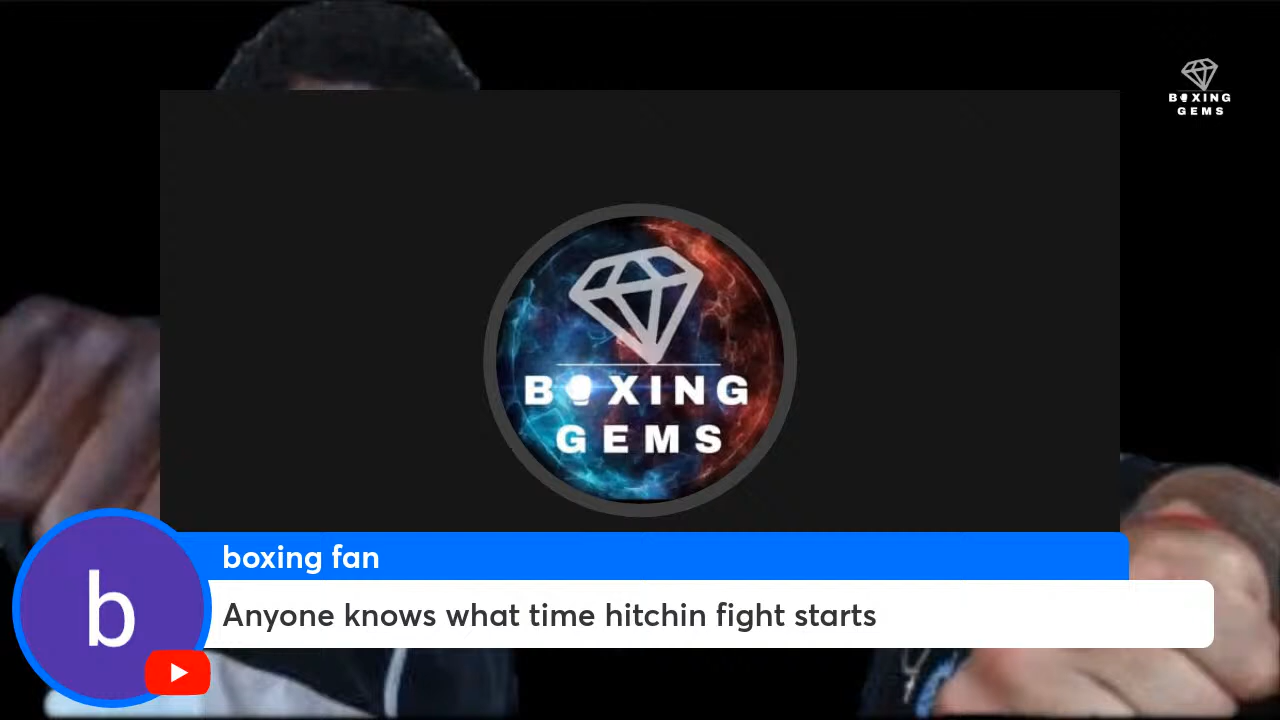 BOXING
GEMS
BOXING
GEMS
b
boxing fan
Anyone knows what time hitchin fight starts